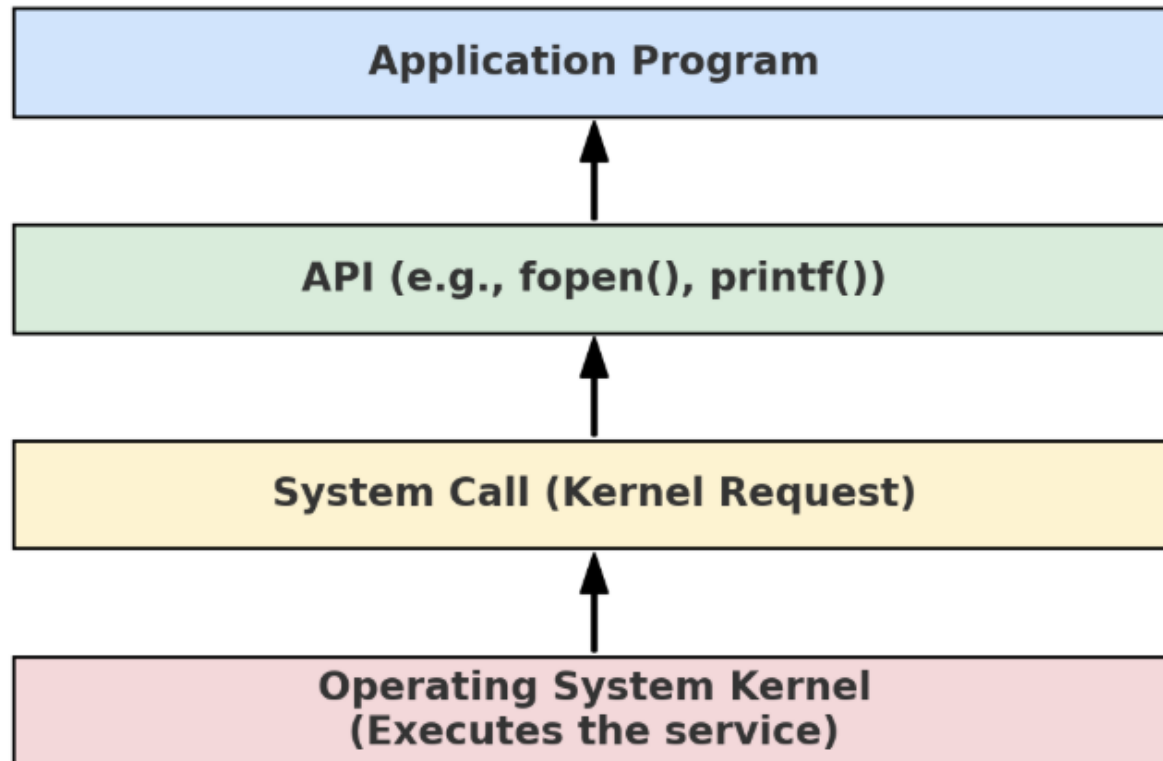 Application Program
API (e.g., fopen(), printf())
System Call (Kernel Request)
Operating System Kernel
(Executes the service)